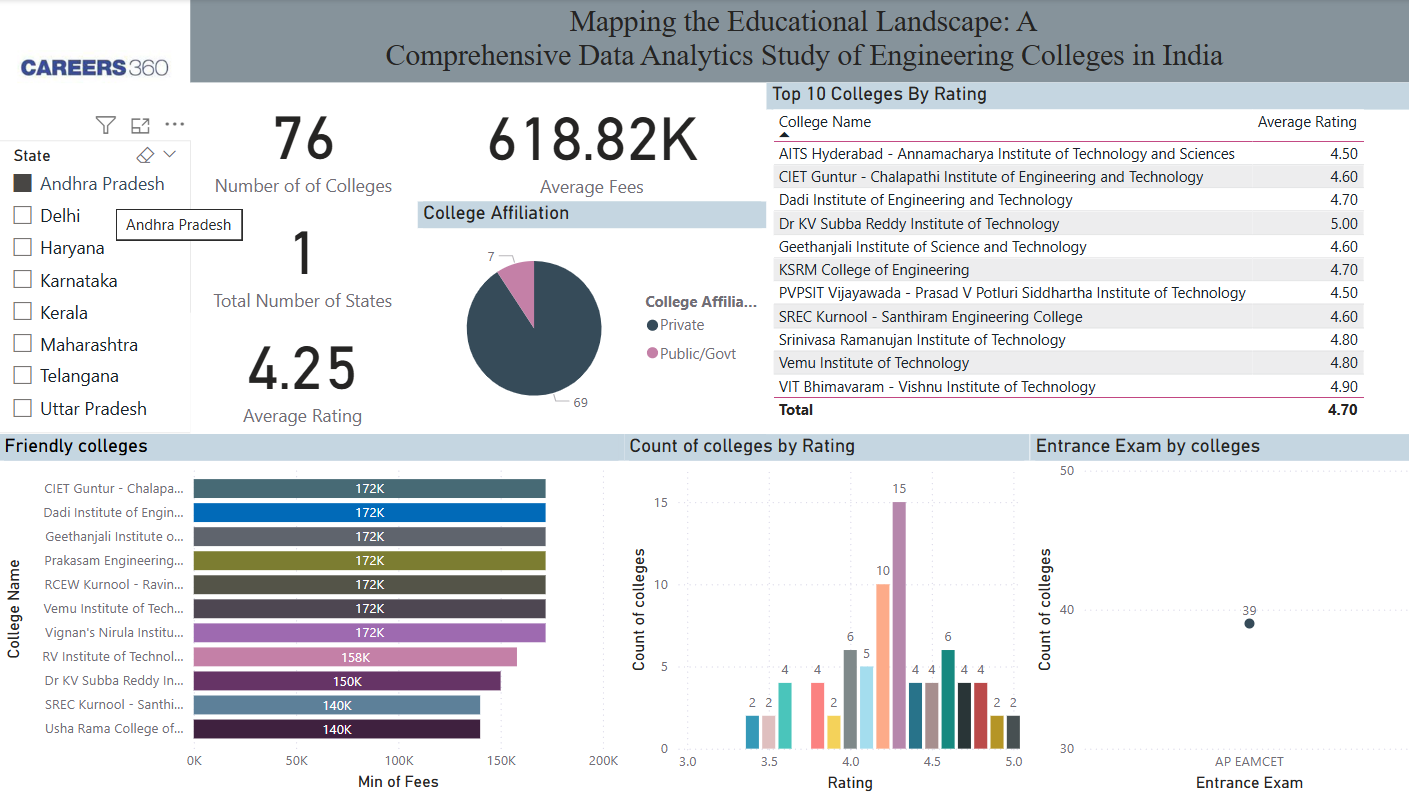 Mapping the Educational Landscape: A
Comprehensive Data Analytics Study of Engineering Colleges in India
CAREERS360
State
Andhra Pradesh
Delhi
Haryana
Karnataka
Kerala
Maharashtra
Telangana
Uttar Pradesh
Andhra Pradesh
76
Number of of Colleges
1
Total Number of States
4.25
Average Rating
618.82K
Average Fees
College Affiliation
7
69
College Affilia...
Private
Public/Govt
Top 10 Colleges By Rating
College Name Average Rating
AITS Hyderabad - Annamacharya Institute of Technology and Sciences 4.50
CIET Guntur - Chalapathi Institute of Engineering and Technology 4.60
Dadi Institute of Engineering and Technology 4.70
Dr KV Subba Reddy Institute of Technology 5.00
Geethanjali Institute of Science and Technology 4.60
KSRM College of Engineering 4.70
PVPSIT Vijayawada - Prasad V Potluri Siddhartha Institute of Technology 4.50
SREC Kurnool - Santhiram Engineering College 4.60
Srinivasa Ramanujan Institute of Technology 4.80
Vemu Institute of Technology 4.80
VIT Bhimavaram - Vishnu Institute of Technology 4.90
Total 4.70
Friendly colleges
College Name
CIET Guntur - Chalapa... 172K
Dadi Institute of Engin... 172K
Geethanjali Institute o... 172K
Prakasam Engineering... 172K
RCEW Kurnool - Ravin... 172K
Vemu Institute of Tech... 172K
Vignan's Nirula Institu... 172K
RV Institute of Technol... 158K
Dr KV Subba Reddy In... 150K
SREC Kurnool - Santhi... 140K
Usha Rama College of... 140K
0K 50K 100K 150K 200K
Min of Fees
Count of colleges by Rating
Count of colleges
15
10
5
0
2 2 4 4 2 6 5 10 15 4 4 6 4 4 2 2
3.0 3.5 4.0 4.5 5.0
Rating
Entrance Exam by colleges
Count of colleges
50
40
30
39
AP EAMCET
Entrance Exam